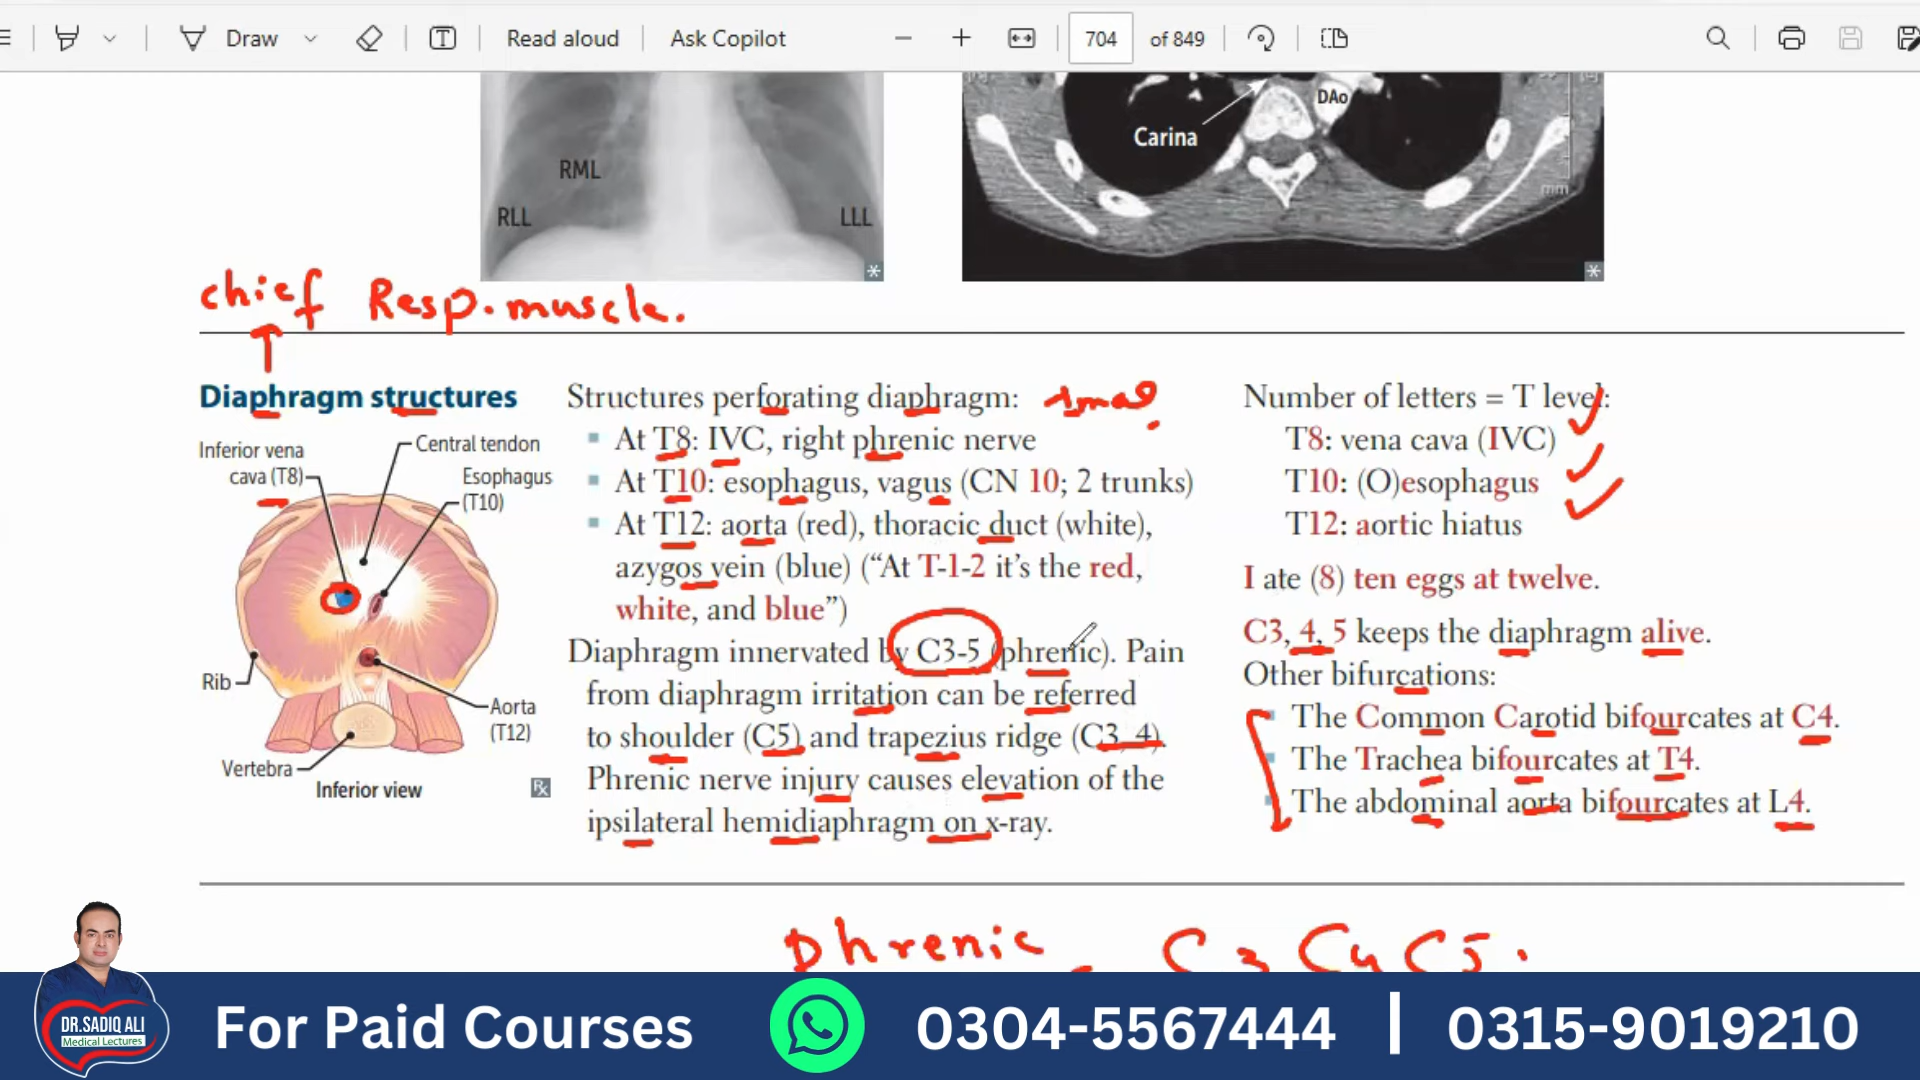 Draw
Read aloud
Ask Copilot
704
of 849
RML
RLL
LLL
Carina
DAo
mm
chief Resp. muscle.
Diaphragm structures
Inferior vena
cava (T8)
Central tendon
Esophagus
(T10)
Rib
Aorta
(T12)
Vertebra
Inferior view
Structures perforating diaphragm:
At T8: IVC, right phrenic nerve
At T10: esophagus, vagus (CN 10; 2 trunks)
At T12: aorta (red), thoracic duct (white),
azygos vein (blue) (“At T-1-2 it’s the red,
white, and blue”)
Diaphragm innervated by C3-5 (phrenic). Pain
from diaphragm irritation can be referred
to shoulder (C5) and trapezius ridge (C3, 4).
Phrenic nerve injury causes elevation of the
ipsilateral hemidiaphragm on x-ray.
Number of letters = T level:
T8: vena cava (IVC)
T10: (O)esophagus
T12: aortic hiatus
I ate (8) ten eggs at twelve.
C3, 4, 5 keeps the diaphragm alive.
Other bifurcations:
The Common Carotid bifourcates at C4.
The Trachea bifourcates at T4.
The abdominal aorta bifourcates at L4.
Phrenic - C3 C4 C5.
DR.SADIQ ALI
Medical Lectures
For Paid Courses
0304-5567444 | 0315-9019210